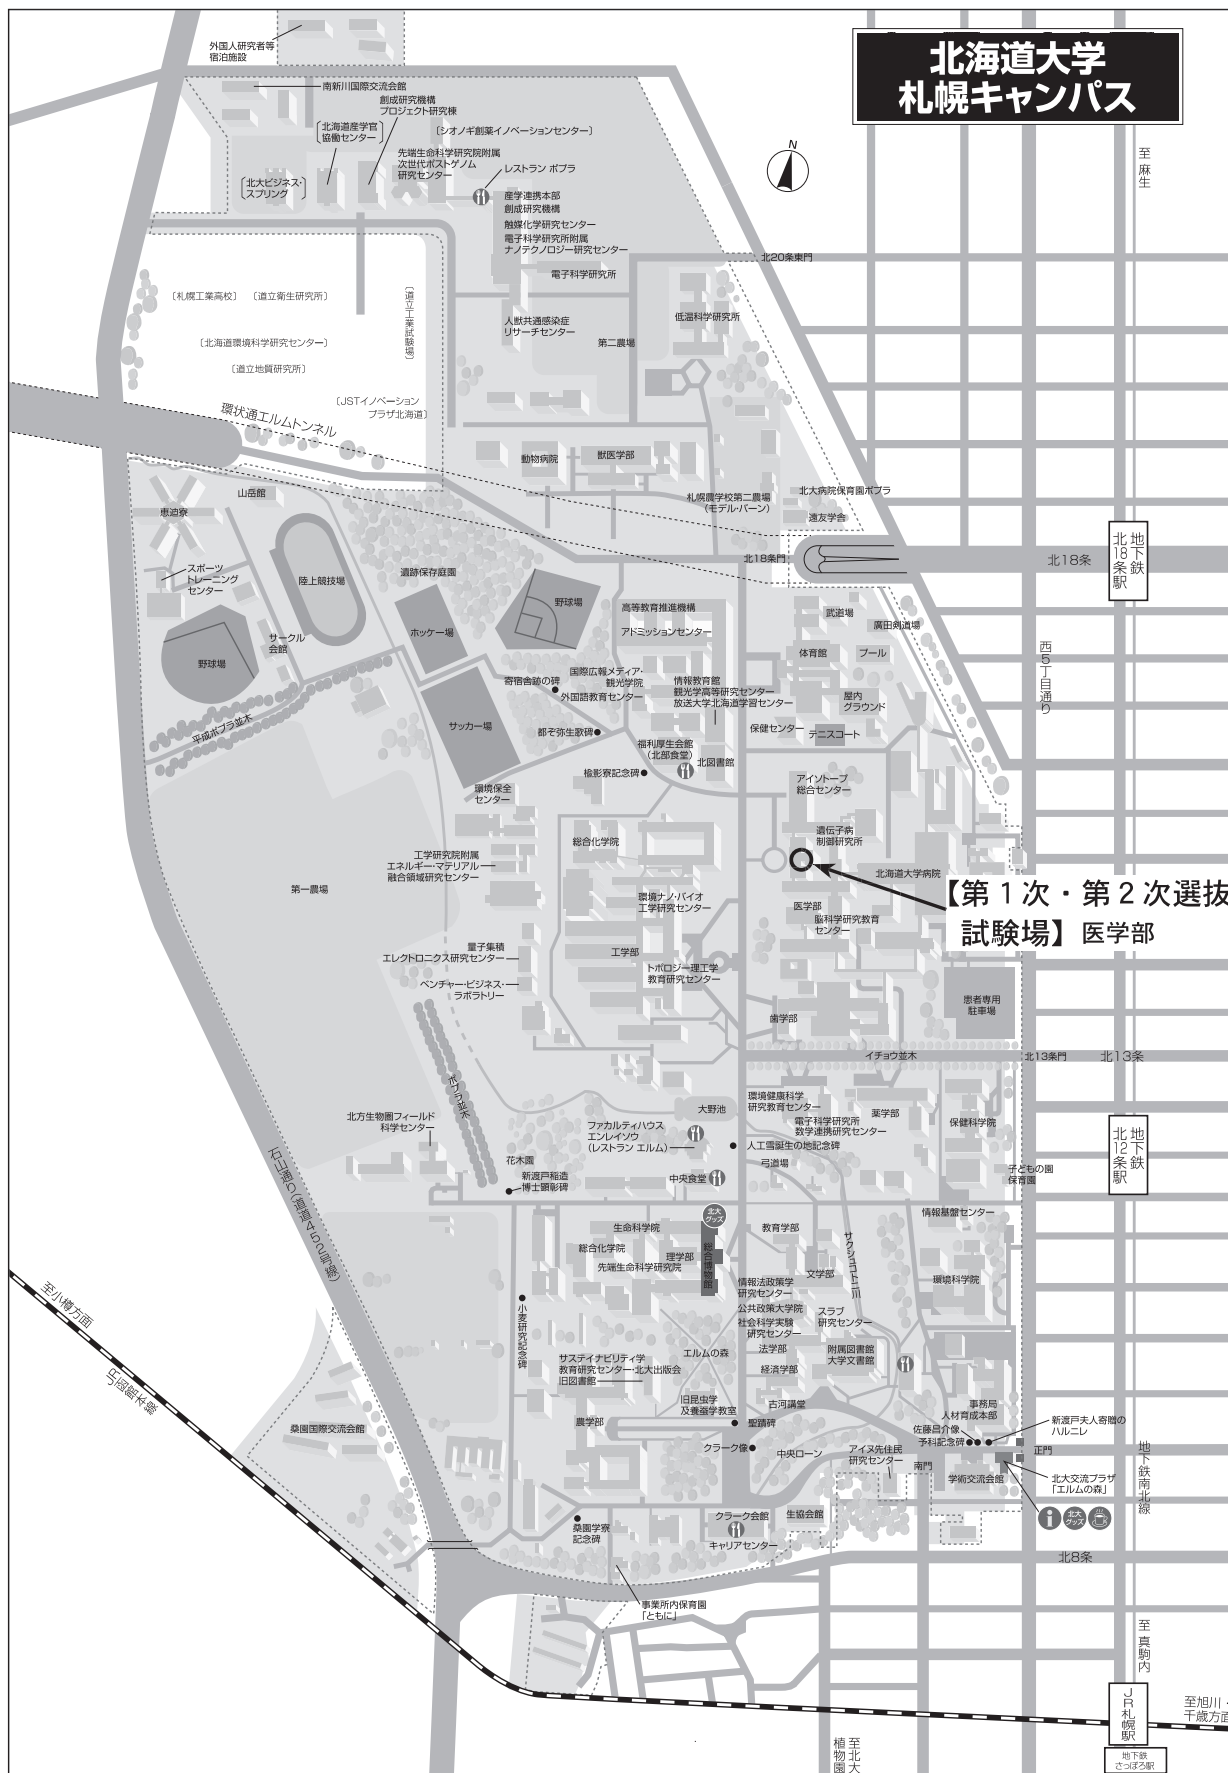 北海道大学
札幌キャンパス
外国人研究者等
宿泊施設
南新川国際交流会館
創成研究機構
プロジェクト研究棟
〔北海道産学官
協働センター〕
〔シオノギ創薬イノベーションセンター〕
先端生命科学研究院附属
次世代ポストゲノム
研究センター
レストラン ポプラ
〔北大ビジネス・
スプリング〕
産学連携本部
創成研究機構
触媒化学研究センター
電子科学研究所附属
ナノテクノロジー研究センター
電子科学研究所
N
至麻生
北20条東門
〔札幌工業高校〕
〔道立衛生研究所〕
〔道立工業試験場〕
人獣共通感染症
リサーチセンター
第二農場
低温科学研究所
〔北海道環境科学研究センター〕
〔道立地質研究所〕
〔JSTイノベーション
プラザ北海道〕
環状通エルムトンネル
動物病院
獣医学部
札幌農学校第二農場
(モデル・バーン)
北大病院保育園ポプラ
遠友学舎
山岳館
恵迪寮
スポーツ
トレーニング
センター
陸上競技場
遺跡保存庭園
北18条門
北18条
地下鉄
北18条駅
野球場
ホッケー場
サークル
会館
野球場
高等教育推進機構
アドミッションセンター
武道場
廣田剣道場
体育館
プール
西5丁目通り
国際広報メディア・
観光学院
寄宿舎跡の碑
外国語教育センター
情報教育館
観光学高等研究センター
放送大学北海道学習センター
屋内
グラウンド
保健センター
テニスコート
平成ポプラ並木
サッカー場
都ぞ弥生歌碑
福利厚生会館
(北部食堂)
北図書館
楡影寮記念碑
環境保全
センター
アイソトープ
総合センター
総合化学院
遺伝子病
制御研究所
工学研究院附属
エネルギー・マテリアル
融合領域研究センター
北海道大学病院
第一農場
環境ナノ・バイオ
工学研究センター
医学部
脳科学研究教育
センター
【第1次・第2次選抜
試験場】医学部
量子集積
エレクトロニクス研究センター
工学部
トポロジー理工学
教育研究センター
ベンチャー・ビジネス・
ラボラトリー
歯学部
患者専用
駐車場
イチョウ並木
北13条門
北13条
ポプラ並木
大野池
環境健康科学
研究教育センター
薬学部
電子科学研究所
数学連携研究センター
保健科学院
北方生物圏フィールド
科学センター
ファカルティハウス
エンレイソウ
(レストラン エルム)
人工雪誕生の地記念碑
地下鉄
北12条駅
花木園
弓道場
子どもの園
保育園
新渡戸稲造
博士顕彰碑
中央食堂
情報基盤センター
石山通り(道道452号線)
北大
グッズ
生命科学院
教育学部
サクシュコトニ川
総合化学院
理学部
先端生命科学研究院
総合博物館
文学部
環境科学院
情報法政策学
研究センター
小麦研究記念碑
公共政策大学院
社会科学実験
研究センター
スラブ
研究センター
至小樽方面
JR函館本線
エルムの森
法学部
附属図書館
大学文書館
サステイナビリティ学
教育研究センター・北大出版会
旧図書館
経済学部
旧昆虫学
及養蚕学教室
古河講堂
事務局
人材育成本部
農学部
聖蹟碑
佐藤昌介像
予科記念碑
新渡戸夫人寄贈の
ハルニレ
桑園国際交流会館
クラーク像
中央ローン
アイヌ先住民
研究センター
南門
正門
地下鉄南北線
学術交流会館
北大交流プラザ
「エルムの森」
i
北大
グッズ
クラーク会館
生協会館
桑園学寮
記念碑
キャリアセンター
北8条
事業所内保育園
「ともに」
至真駒内
JR札幌駅
至旭川・
千歳方面
地下鉄
さっぽろ駅
至北大
植物園